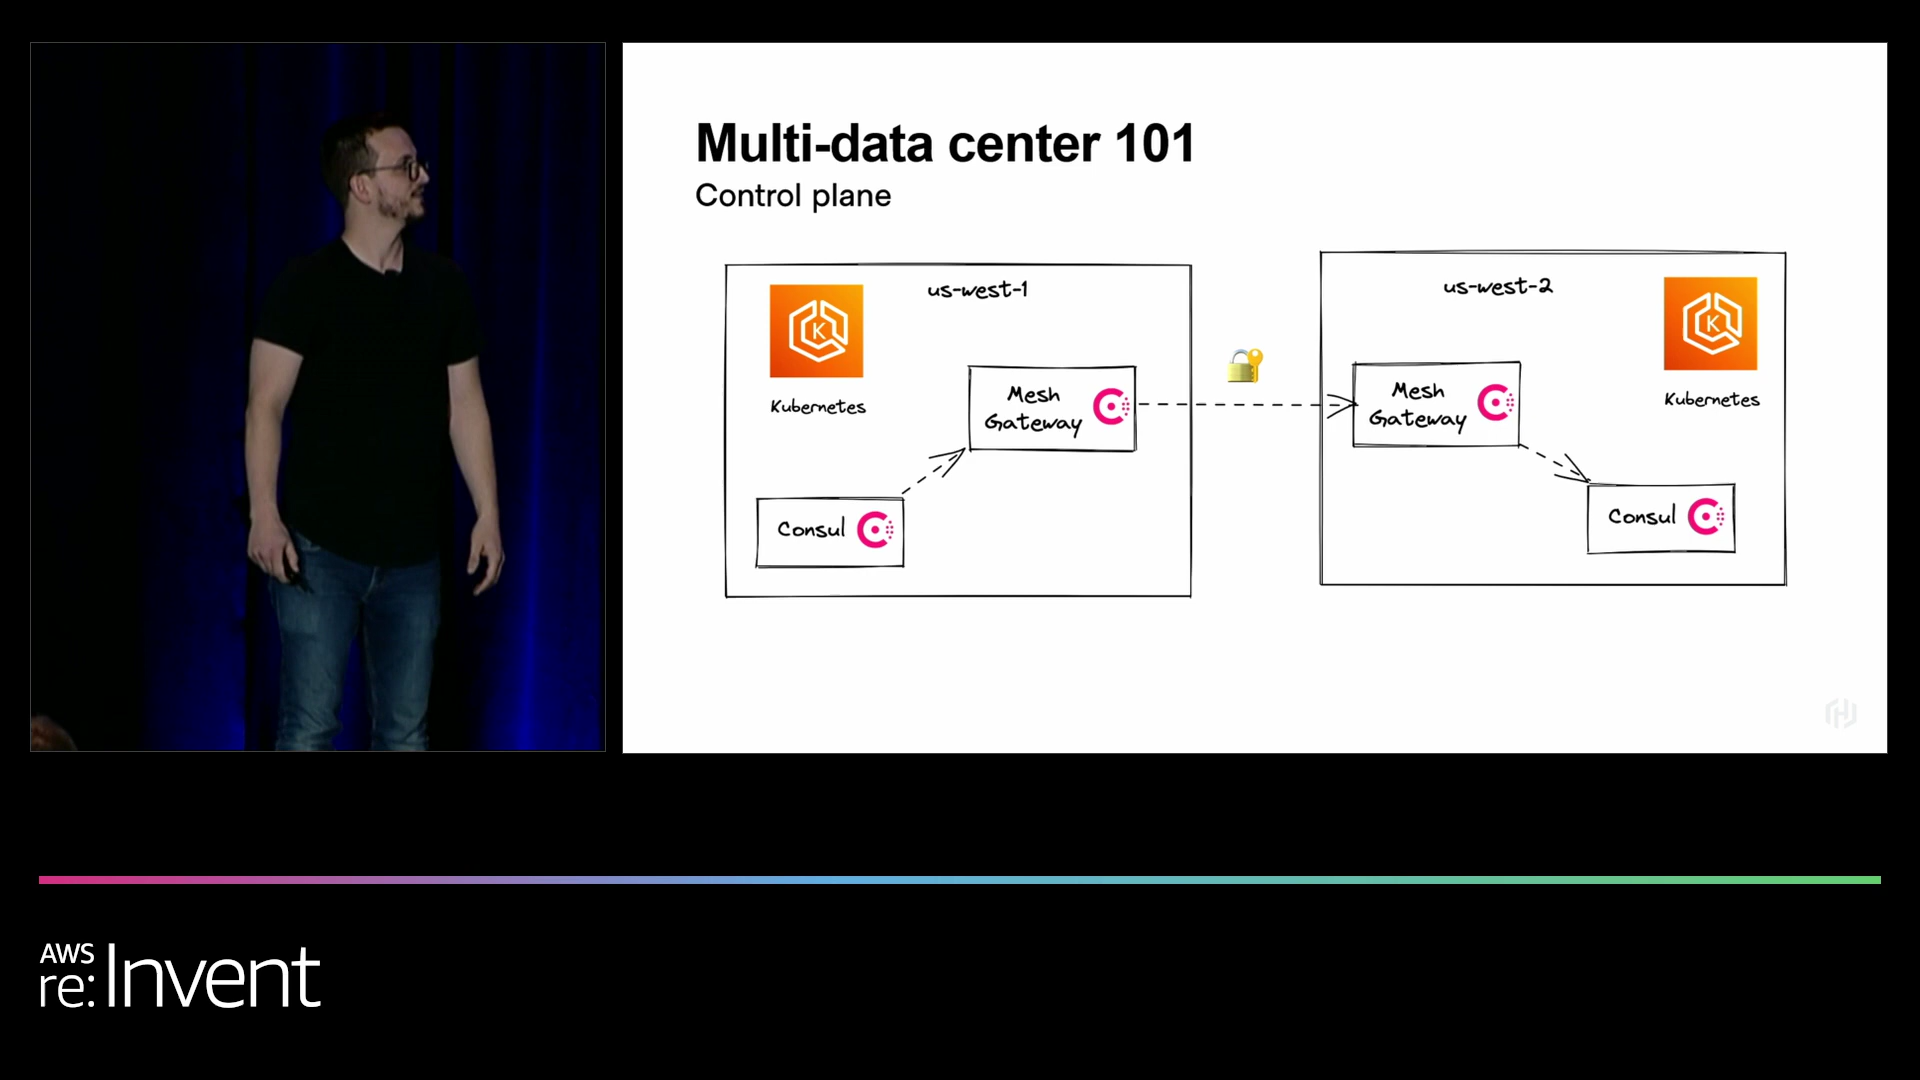 Multi-data center 101
Control plane
us-west-1
K
Kubernetes
Mesh
Gateway
Consul
us-west-2
K
Kubernetes
Mesh
Gateway
Consul
AWS
re:Invent